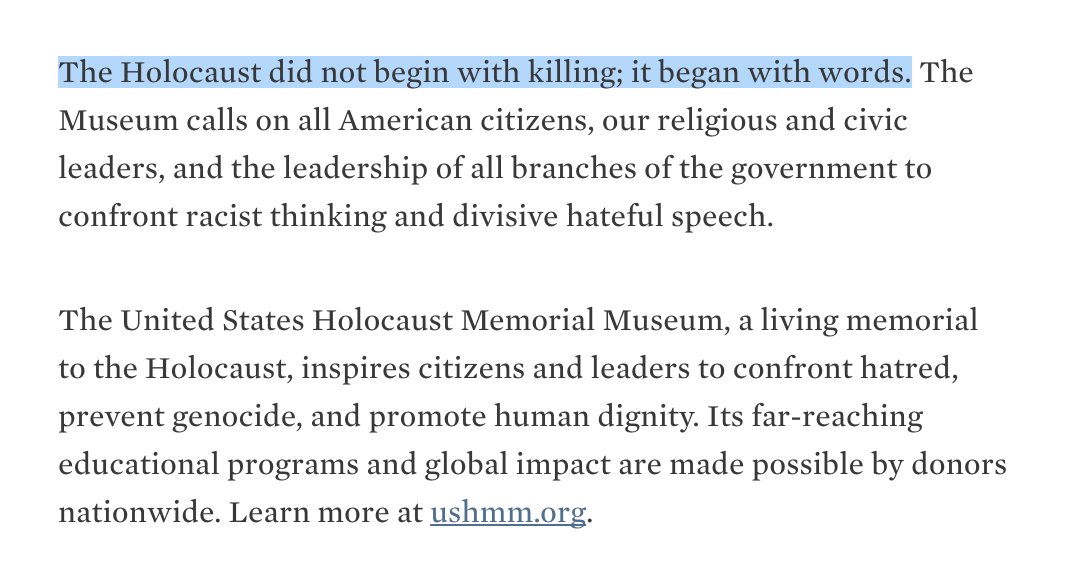 The Holocaust did not begin with killing; it began with words. The
Museum calls on all American citizens, our religious and civic
leaders, and the leadership of all branches of the government to
confront racist thinking and divisive hateful speech.
The United States Holocaust Memorial Museum, a living memorial
to the Holocaust, inspires citizens and leaders to confront hatred,
prevent genocide, and promote human dignity. Its far-reaching
educational programs and global impact are made possible by donors
nationwide. Learn more at ushmm.org.